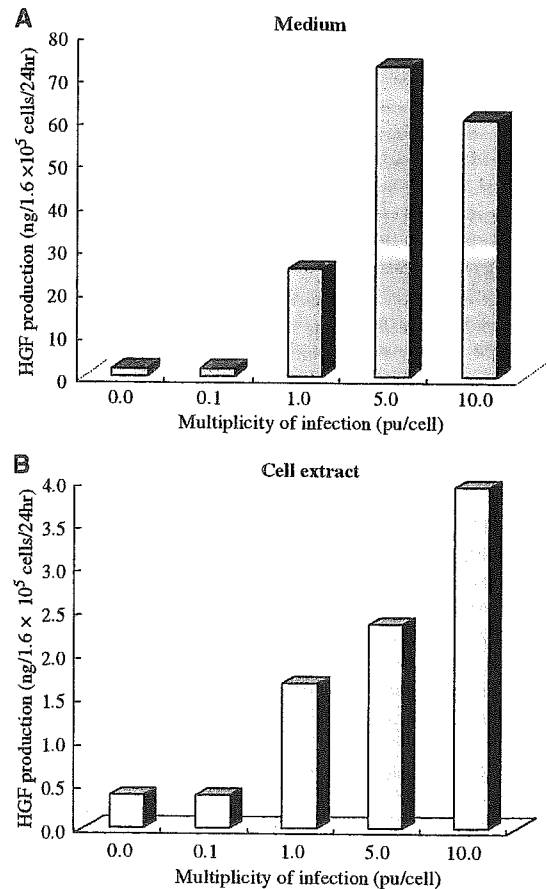 A
Medium
HGF production (ng/1.6 ×10⁵ cells/24hr)
80
70
60
50
40
30
20
10
0
0.0 0.1 1.0 5.0 10.0
Multiplicity of infection (pu/cell)
B
Cell extract
HGF production (ng/1.6 × 10⁵ cells/24hr)
4.0
3.5
3.0
2.5
2.0
1.5
1.0
0.5
0.0
0.0 0.1 1.0 5.0 10.0
Multiplicity of infection (pu/cell)